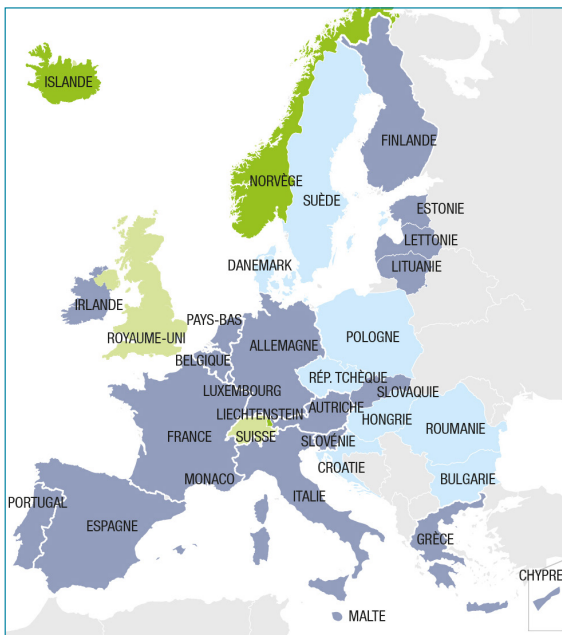 ISLANDE
FINLANDE
NORVÈGE
SUÈDE
ESTONIE
LETTONIE
DANEMARK
LITUANIE
IRLANDE
PAYS-BAS
ROYAUME-UNI
ALLEMAGNE
POLOGNE
BELGIQUE
RÉP. TCHÈQUE
LUXEMBOURG
SLOVAQUIE
LIECHTENSTEIN
AUTRICHE
HONGRIE
ROUMANIE
FRANCE
SUISSE
SLOVÉNIE
CROATIE
MONACO
BULGARIE
ITALIE
PORTUGAL
ESPAGNE
GRÈCE
CHYPRE
MALTE